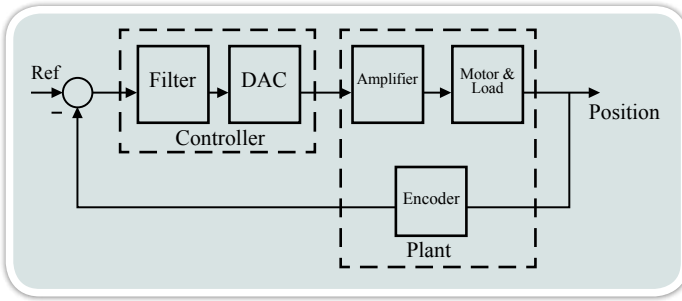 Ref
−
Filter
DAC
Controller
Amplifier
Motor &
Load
Position
Encoder
Plant